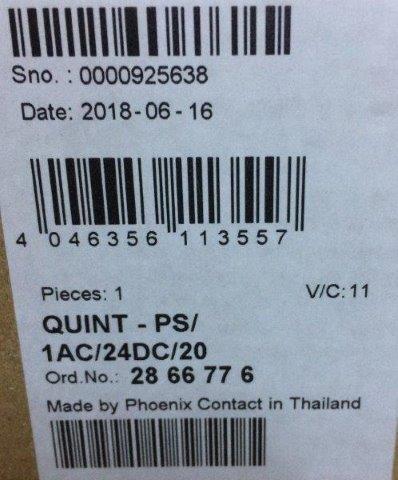 Sno. : 0000925638
Date: 2018-06-16
4 046356 113557
Pieces: 1 V/C: 11
QUINT - PS/
1AC/24DC/20
Ord.No.: 28 66 77 6
Made by Phoenix Contact in Thailand